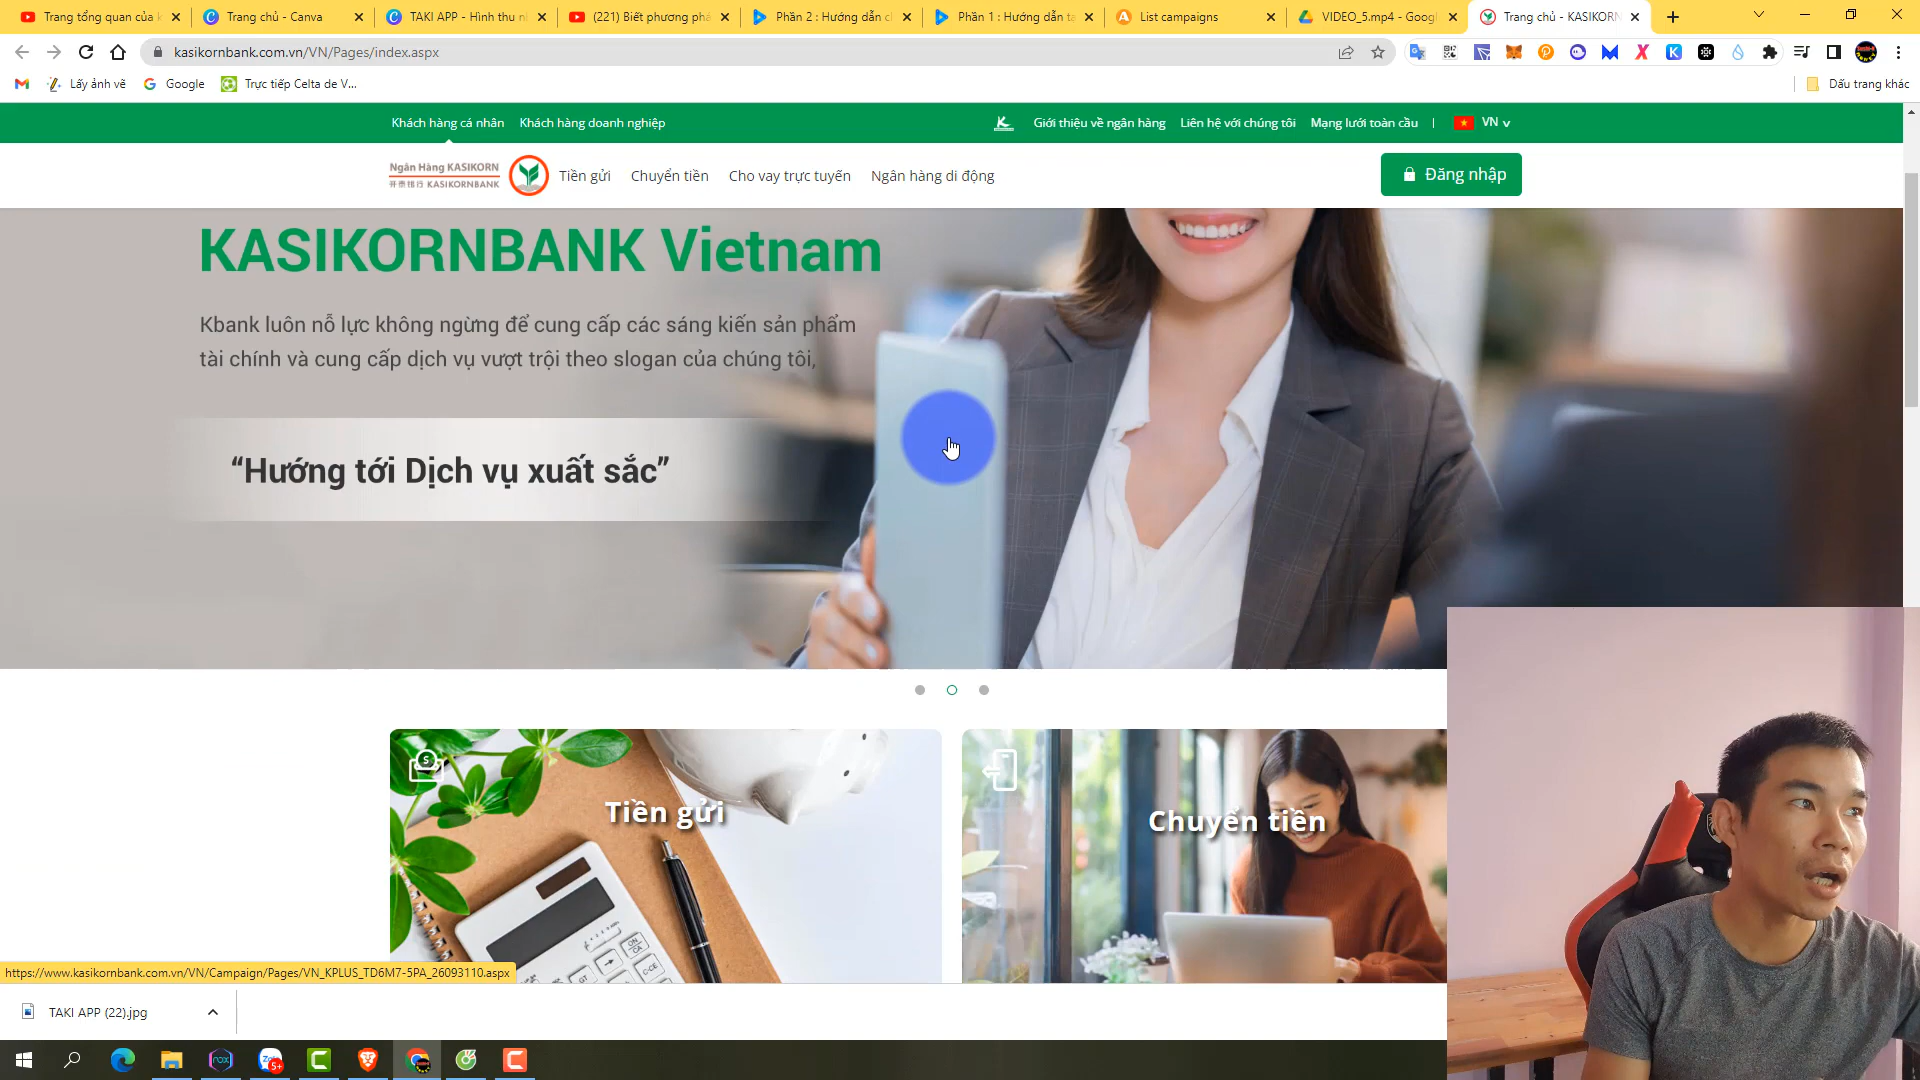 Trang tổng quan của k
Trang chủ - Canva
TAKI APP - Hình thu n
(221) Biết phương phá
Phần 2 : Hướng dẫn c
Phần 1 : Hướng dẫn tạ
List campaigns
VIDEO_5.mp4 - Googl
Trang chủ - KASIKORN
kasikornbank.com.vn/VN/Pages/index.aspx
Lấy ảnh vẽ
Google
Trực tiếp Celta de V...
Dấu trang khác
Khách hàng cá nhân
Khách hàng doanh nghiệp
Giới thiệu về ngân hàng
Liên hệ với chúng tôi
Mạng lưới toàn cầu
VN
Ngân Hàng KASIKORN
开泰银行 KASIKORNBANK
Tiền gửi
Chuyển tiền
Cho vay trực tuyến
Ngân hàng di động
Đăng nhập
KASIKORNBANK Vietnam
Kbank luôn nỗ lực không ngừng để cung cấp các sáng kiến sản phẩm
tài chính và cung cấp dịch vụ vượt trội theo slogan của chúng tôi,
“Hướng tới Dịch vụ xuất sắc”
Tiền gửi
Chuyển tiền
https://www.kasikornbank.com.vn/VN/Campaign/Pages/VN_KPLUS_TD6M7-5PA_26093110.aspx
TAKI APP (22).jpg